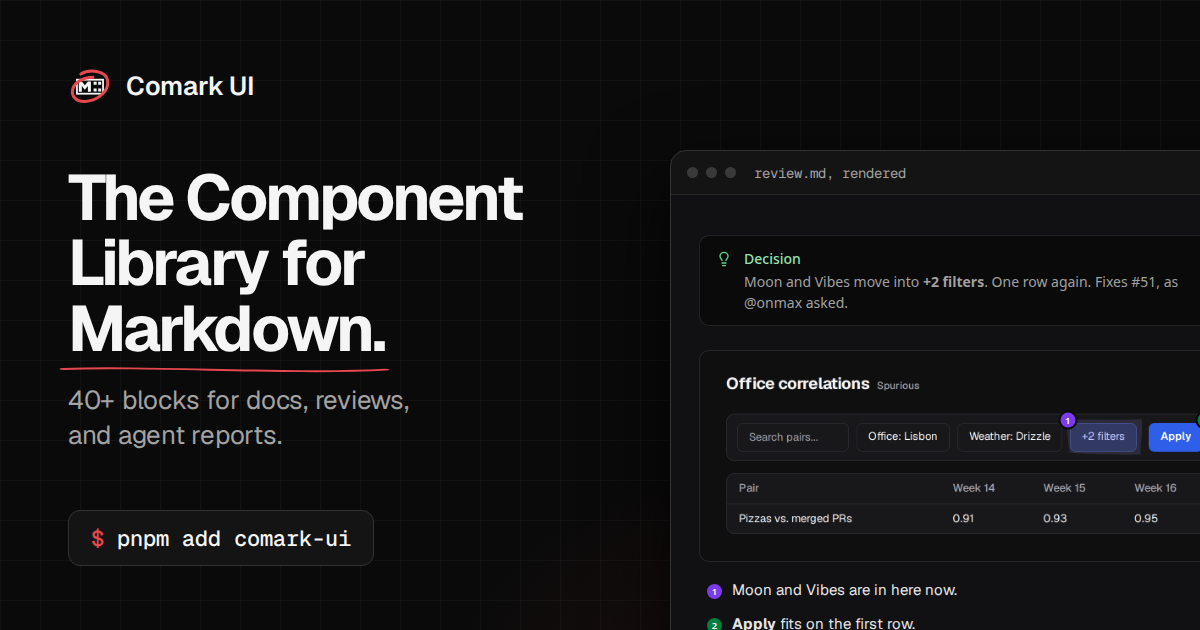 M
Comark UI
The Component
Library for
Markdown.
40+ blocks for docs, reviews,
and agent reports.
$ pnpm add comark-ui
review.md, rendered
Decision
Moon and Vibes move into +2 filters. One row again. Fixes #51, as
@onmax asked.
Office correlations Spurious
Search pairs... Office: Lisbon Weather: Drizzle 1 +2 filters Apply
Pair Week 14 Week 15 Week 16
Pizzas vs. merged PRs 0.91 0.93 0.95
1 Moon and Vibes are in here now.
2 Apply fits on the first row.